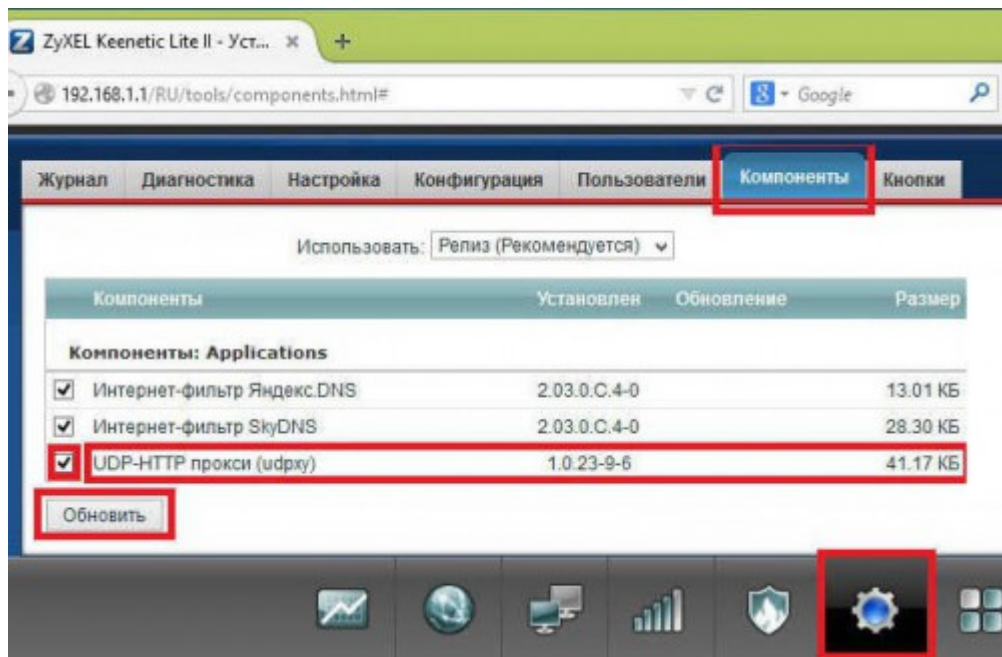 ZyXEL Keenetic Lite II - Уст...
192.168.1.1/RU/tools/components.html#
Google
Журнал Диагностика Настройка Конфигурация Пользователи Компоненты Кнопки
Использовать: Релиз (Рекомендуется)
Компоненты Установлен Обновление Размер
Компоненты: Applications
Интернет-фильтр Яндекс.DNS 2.03.0.C.4-0 13.01 КБ
Интернет-фильтр SkyDNS 2.03.0.C.4-0 28.30 КБ
UDP-HTTP прокси (udpxy) 1.0.23-9-6 41.17 КБ
Обновить